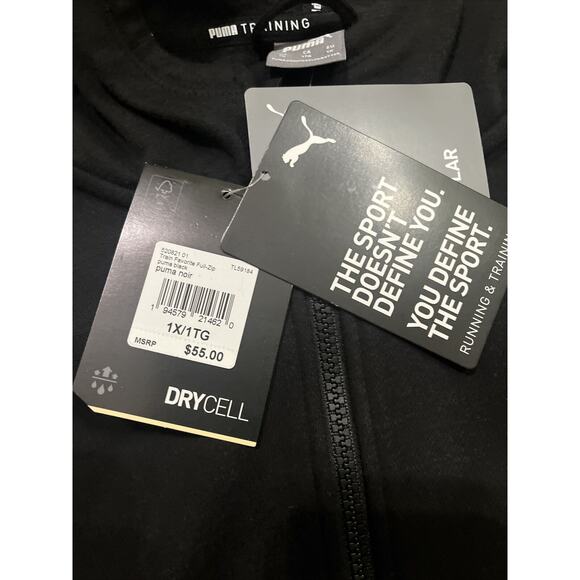 PUMA TRAINING
PUMA
LAR
THE SPORT
DOESN'T
DEFINE YOU.
YOU DEFINE
THE SPORT.
RUNNING & TRAININ
520821 01
TL59184
Train Favorite Full-Zip
puma black
puma noir
1 94579 21462 0
1X/1TG
MSRP $55.00
DRYCELL